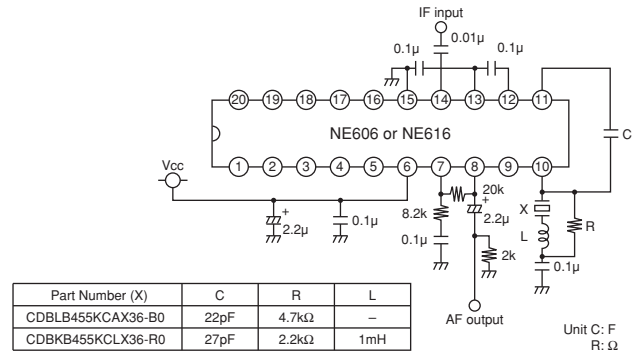 IF input
0.01µ
0.1µ
0.1µ
20 19 18 17 16 15 14 13 12 11
C
NE606 or NE616
1 2 3 4 5 6 7 8 9 10
Vcc
20k
+
2.2µ
0.1µ
8.2k
+
2.2µ
X
R
L
0.1µ
2k
0.1µ
AF output
Part Number (X) C R L
CDBLB455KCAX36-B0 22pF 4.7kΩ –
CDBKB455KCLX36-R0 27pF 2.2kΩ 1mH
Unit C: F
R: Ω